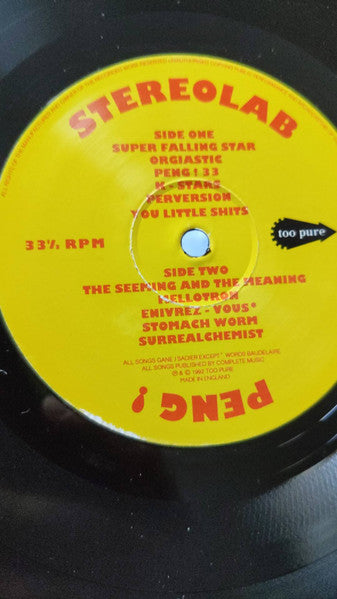 STEREOLAB
SIDE ONE
SUPER FALLING STAR
ORGIASTIC
PENG! 33
K - STARS
PERVERSION
YOU LITTLE SHITS
33⅓ RPM
too pure
SIDE TWO
THE SEEMING AND THE MEANING
MELLOTRON
ENIVREZ - VOUS*
STOMACH WORM
SURREALCHEMIST
ALL SONGS GANE / SADIER EXCEPT * WORDS BAUDELAIRE
ALL SONGS PUBLISHED BY COMPLETE MUSIC
℗ & © 1992 TOO PURE
MADE IN ENGLAND
PENG!